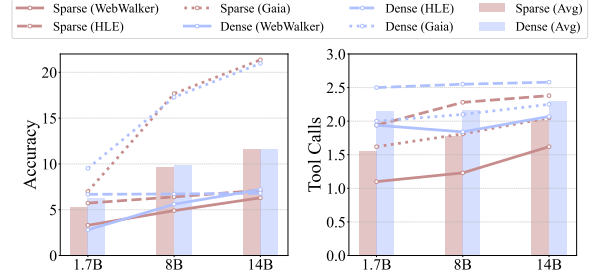 Sparse (WebWalker) Sparse (Gaia) Dense (HLE) Sparse (Avg)
Sparse (HLE) Dense (WebWalker) Dense (Gaia) Dense (Avg)
Accuracy
20
15
10
5
0
1.7B 8B 14B
Tool Calls
3.0
2.5
2.0
1.5
1.0
0.5
0.0
1.7B 8B 14B